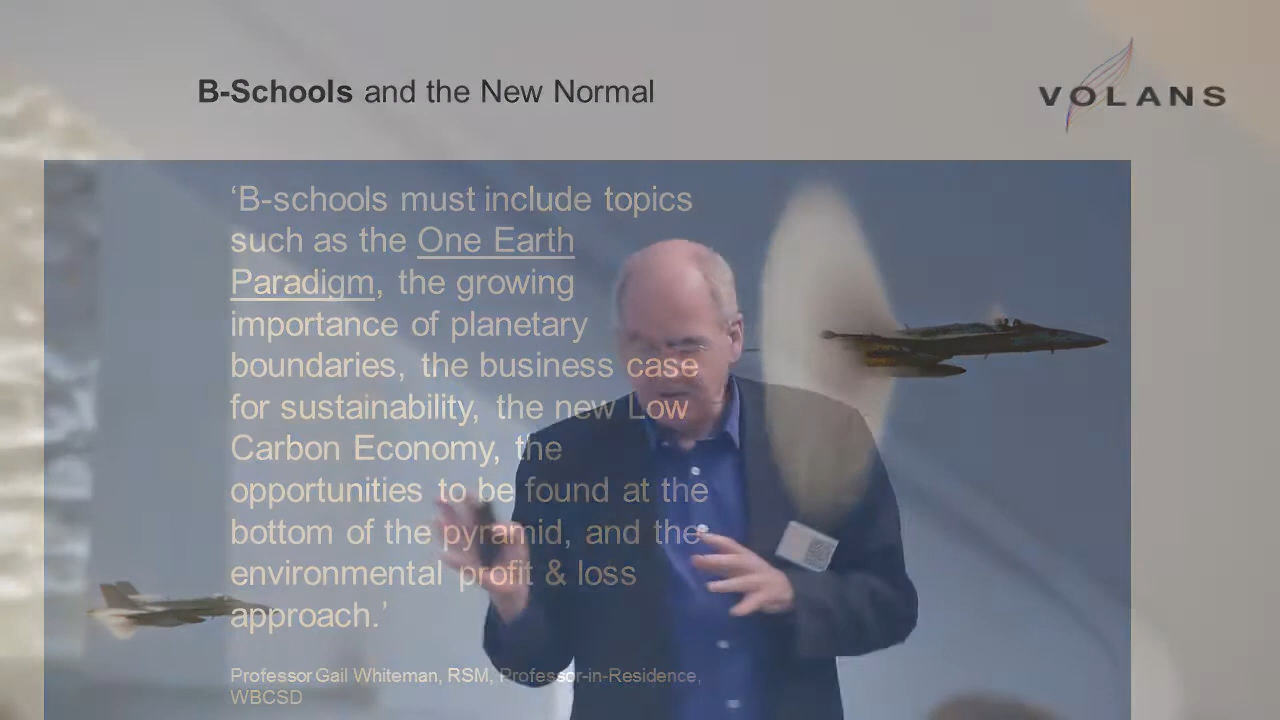 B-Schools and the New Normal
VOLANS
‘B-schools must include topics
such as the One Earth
Paradigm, the growing
importance of planetary
boundaries, the business case
for sustainability, the new Low
Carbon Economy, the
opportunities to be found at the
bottom of the pyramid, and the
environmental profit & loss
approach.’
Professor Gail Whiteman, RSM, Professor-in-Residence,
WBCSD